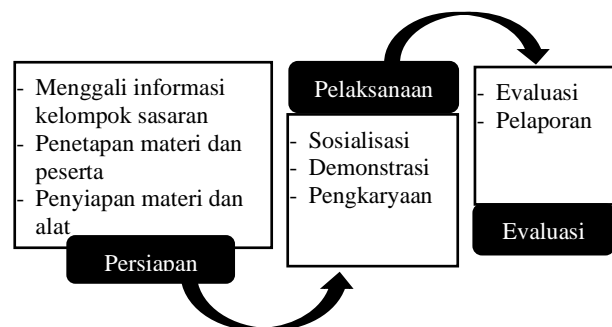 - Menggali informasi
kelompok sasaran
- Penetapan materi dan
peserta
- Penyiapan materi dan
alat
Persiapan
Pelaksanaan
- Sosialisasi
- Demonstrasi
- Pengkaryaan
- Evaluasi
- Pelaporan
Evaluasi